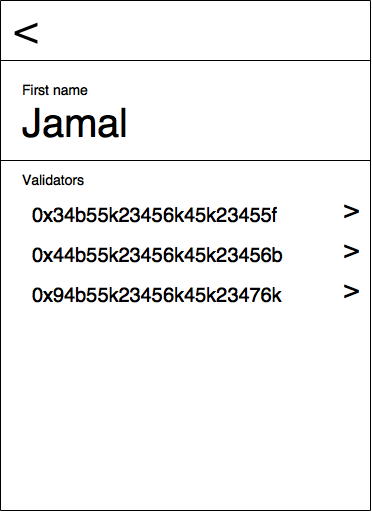 <
First name
Jamal
Validators
0x34b55k23456k45k23455f >
0x44b55k23456k45k23456b >
0x94b55k23456k45k23476k >